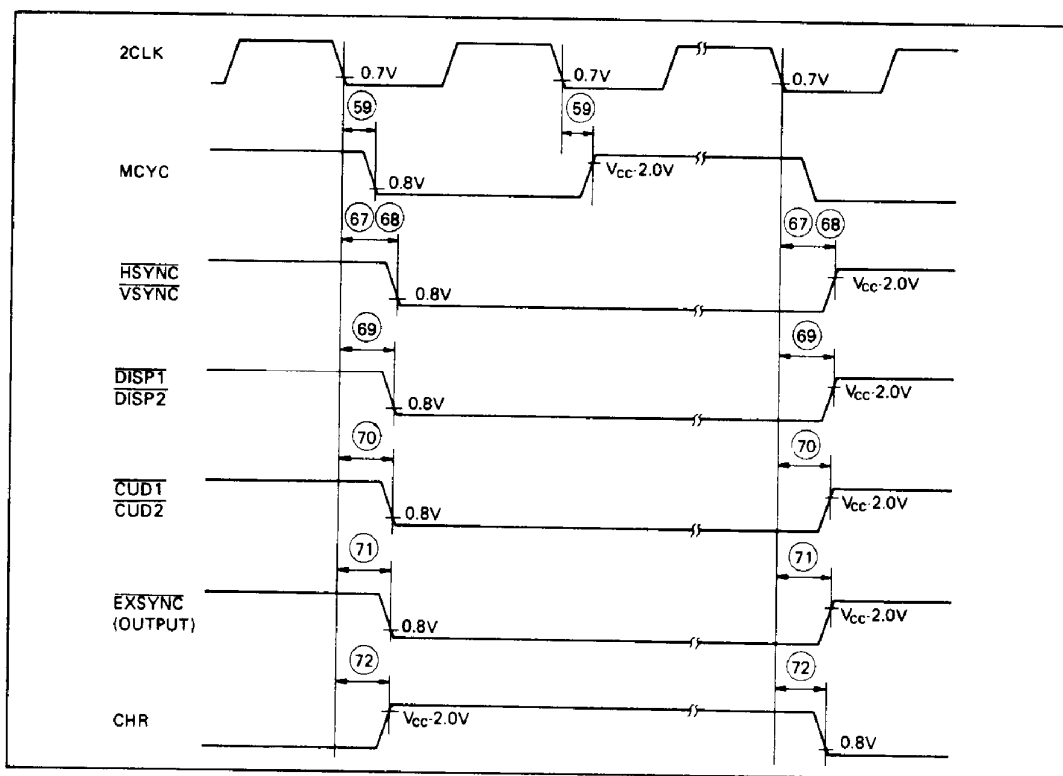 2CLK
0.7V 0.7V 0.7V
59 59
MCYC
0.8V VCC-2.0V
67 68 67 68
HSYNC
VSYNC
0.8V VCC-2.0V
69 69
DISP1
DISP2
0.8V VCC-2.0V
70 70
CUD1
CUD2
0.8V VCC-2.0V
71 71
EXSYNC
(OUTPUT)
0.8V VCC-2.0V
72 72
CHR
VCC-2.0V 0.8V